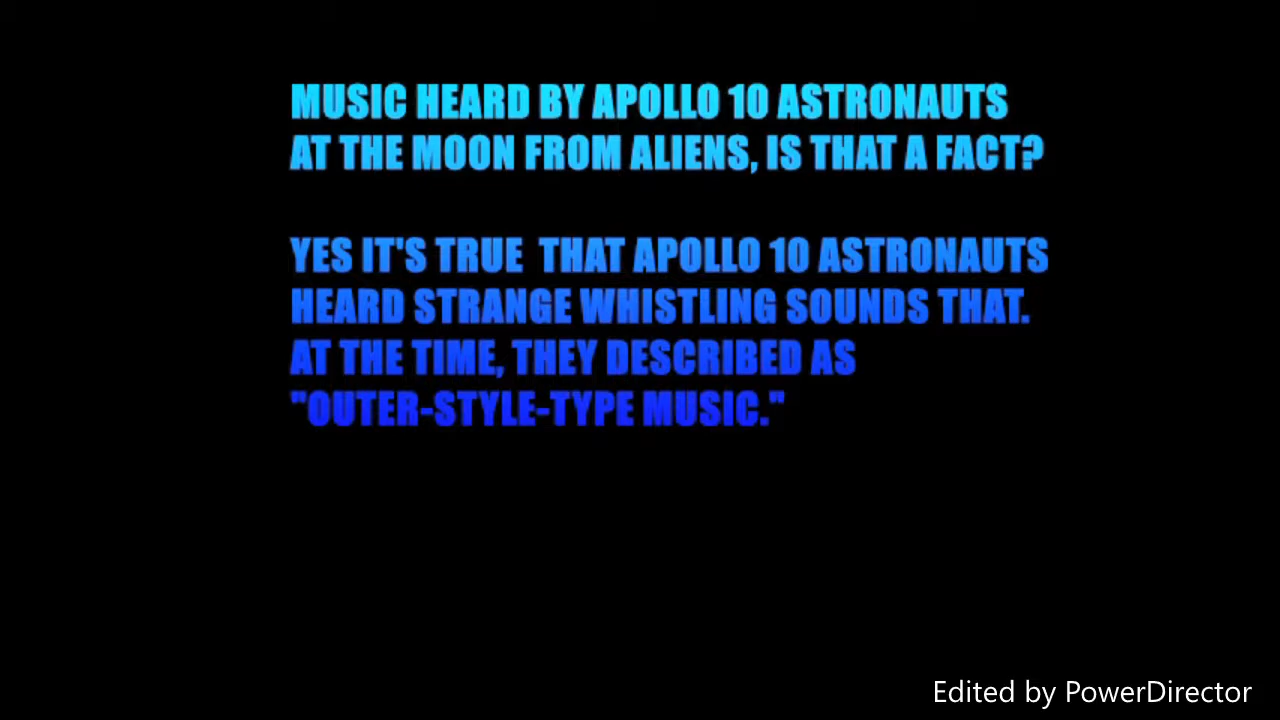 MUSIC HEARD BY APOLLO 10 ASTRONAUTS
AT THE MOON FROM ALIENS, IS THAT A FACT?
YES IT'S TRUE  THAT APOLLO 10 ASTRONAUTS
HEARD STRANGE WHISTLING SOUNDS THAT.
AT THE TIME, THEY DESCRIBED AS
"OUTER-STYLE-TYPE MUSIC."
Edited by PowerDirector